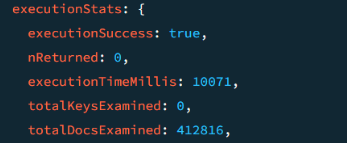 executionStats: {
executionSuccess: true,
nReturned: 0,
executionTimeMillis: 10071,
totalKeysExamined: 0,
totalDocsExamined: 412816,